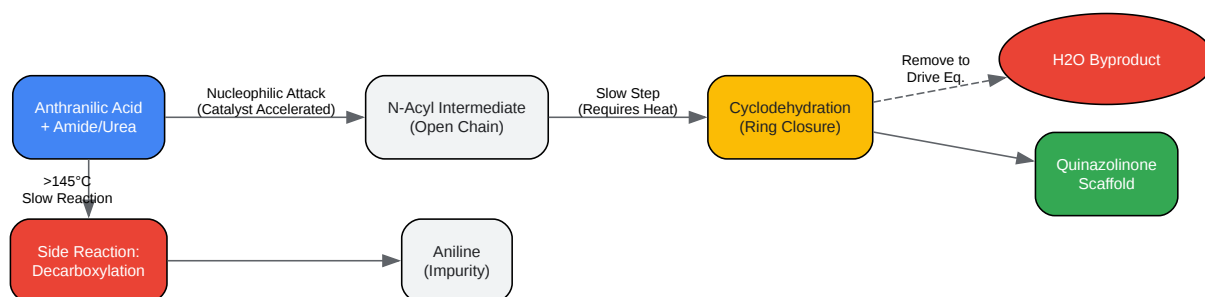 Anthranilic Acid
+ Amide/Urea
Nucleophilic Attack
(Catalyst Accelerated)
N-Acyl Intermediate
(Open Chain)
Slow Step
(Requires Heat)
Cyclodehydration
(Ring Closure)
Remove to
Drive Eq.
H2O Byproduct
Quinazolinone
Scaffold
>145°C
Slow Reaction
Side Reaction:
Decarboxylation
Aniline
(Impurity)